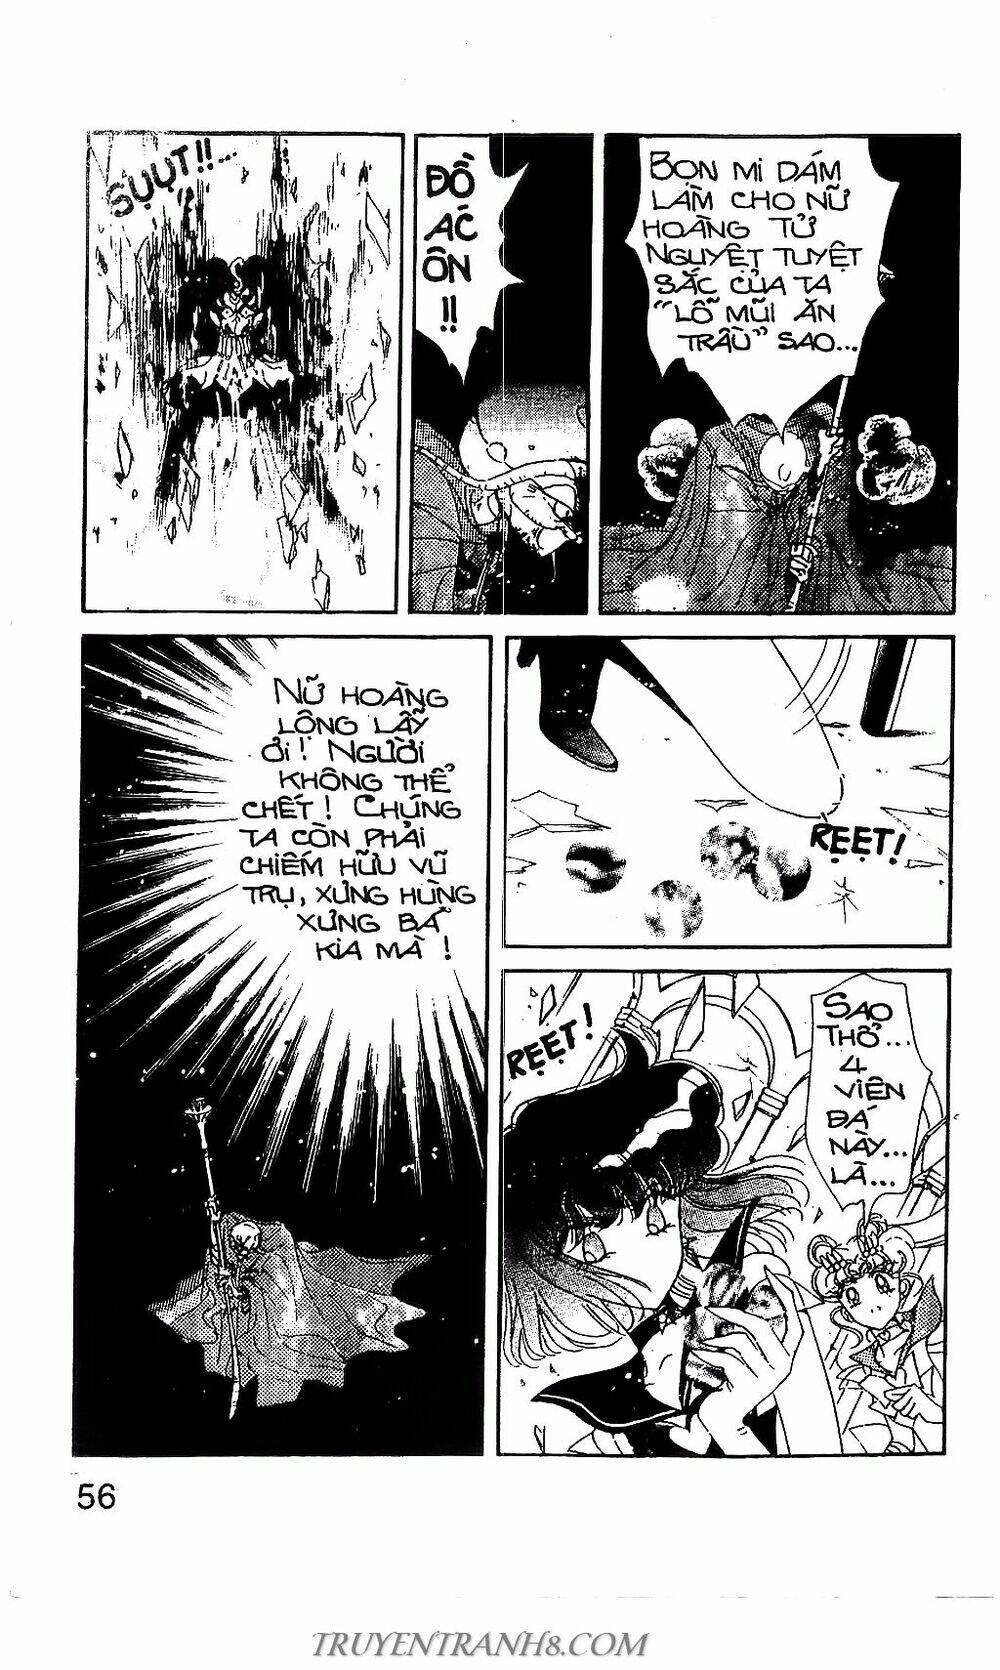 SỤỤT!!...
ĐỒ
ÁC
ÔN!!
BỌN MI DÁM
LÀM CHO NỮ
HOÀNG TỬ
NGUYỆT TUYỆT
SẮC CỦA TA
"LỖ MŨI ĂN
TRẦU" SAO...
NỮ HOÀNG
LỘNG LẪY
ƠI! NGƯỜI
KHÔNG THỂ
CHẾT! CHÚNG
TA CÒN PHẢI
CHIẾM HỮU VŨ
TRỤ, XƯNG HÙNG
XƯNG BÁ
KIA MÀ!
RẸẸT!
RẸẸT!
SAO
THỔ...
4
VIÊN
ĐÁ
NÀY...
LÀ...
56
TRUYENTRANH8.COM